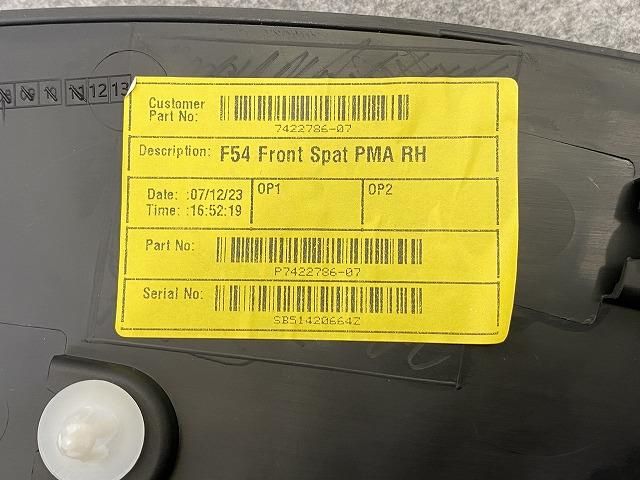 12 13
Customer
Part No:
7422786-07
Description: F54 Front Spat PMA RH
Date: :07/12/23
Time: :16:52:19
OP1
OP2
Part No:
P7422786-07
Serial No:
SB51420664Z